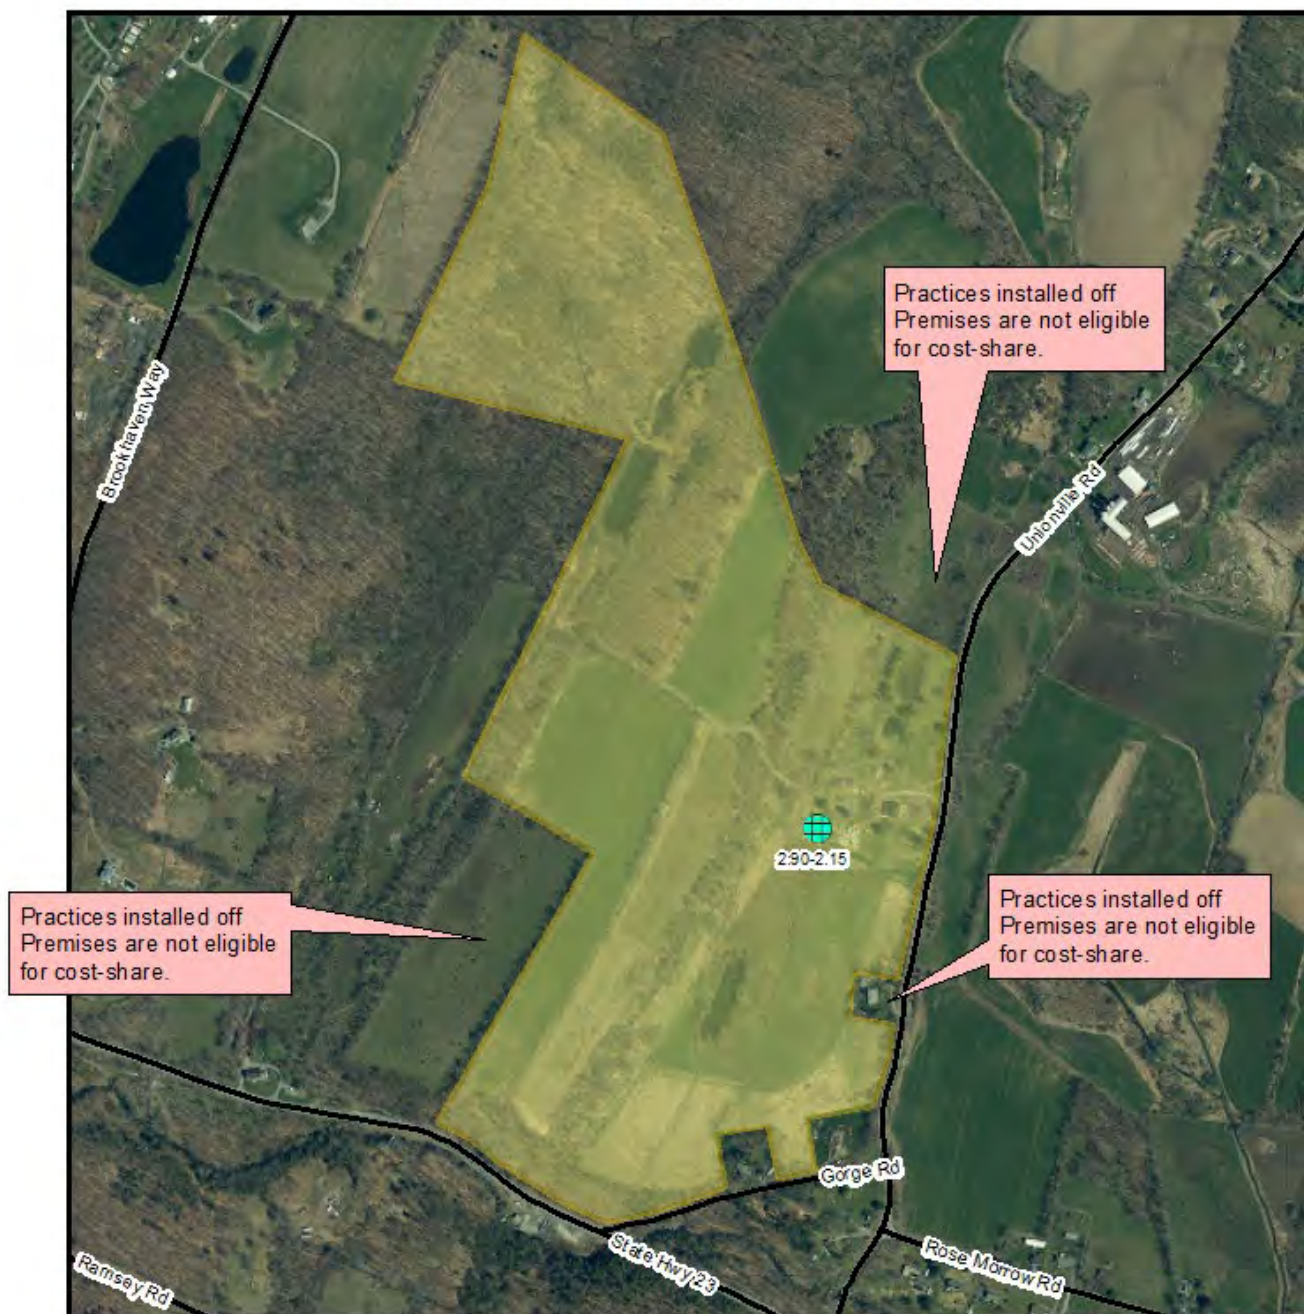 Practices installed off
Premises are not eligible
for cost-share.
Brookhaven Way
Unionville Rd
2.90-2.15
Practices installed off
Premises are not eligible
for cost-share.
Practices installed off
Premises are not eligible
for cost-share.
Gorge Rd
State Hwy 23
Rose Morrow Rd
Ramsey Rd